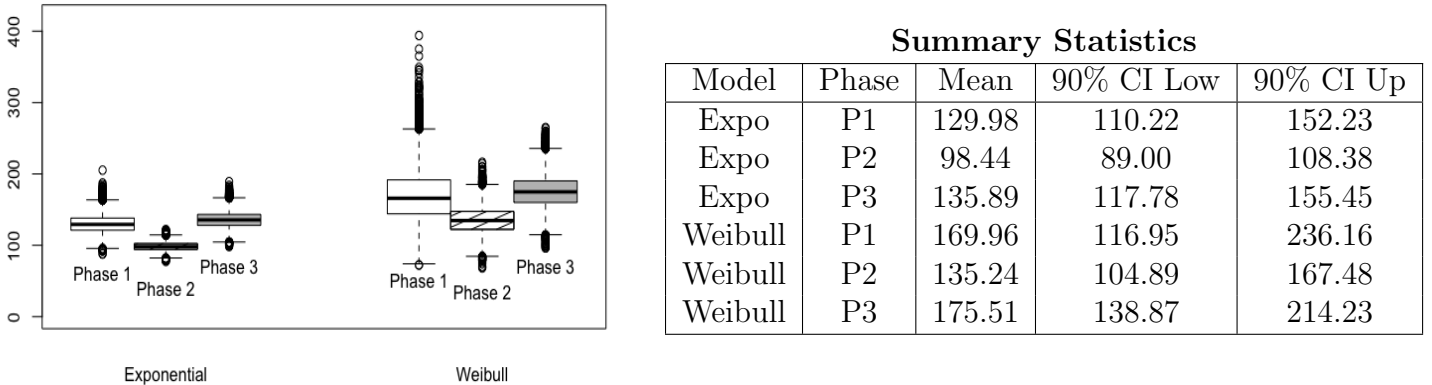 400
300
200
100
0
Phase 1
Phase 2
Phase 3
Phase 1
Phase 2
Phase 3
Exponential
Weibull
Summary Statistics
Model Phase Mean 90% CI Low 90% CI Up
Expo P1 129.98 110.22 152.23
Expo P2 98.44 89.00 108.38
Expo P3 135.89 117.78 155.45
Weibull P1 169.96 116.95 236.16
Weibull P2 135.24 104.89 167.48
Weibull P3 175.51 138.87 214.23